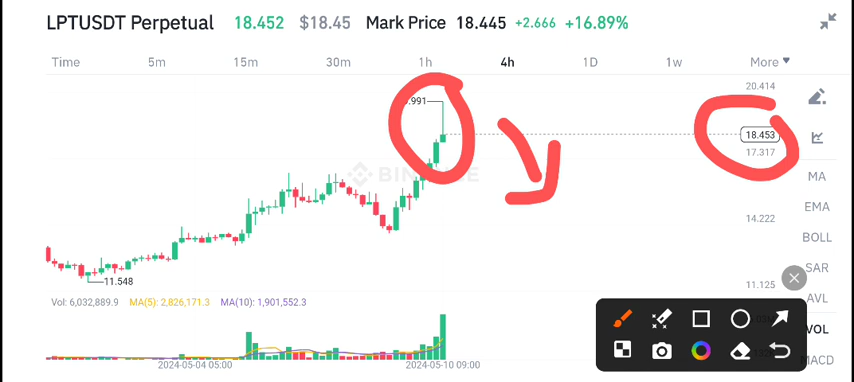 LPTUSDT Perpetual 18.452 $18.45 Mark Price 18.445 +2.666 +16.89%
Time 5m 15m 30m 1h 4h 1D 1w More
20.414
.991
18.453
17.317
BIN CE
MA
EMA
14.222
BOLL
SAR
11.548
11.125
AVL
Vol: 6,032,889.9 MA(5): 2,826,171.3 MA(10): 1,901,552.3
VOL
MACD
2024-05-04 05:00 2024-05-10 09:00